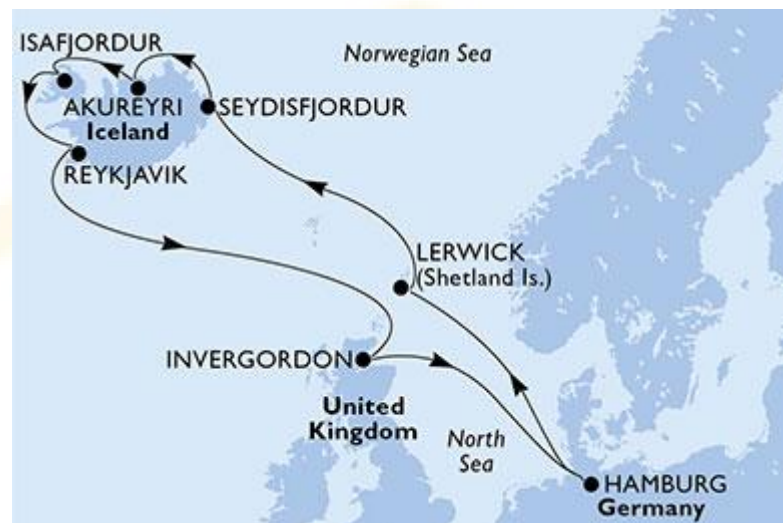 ISAFJORDUR
Norwegian Sea
AKUREYRI
Iceland
SEYDISFJORDUR
REYKJAVIK
LERWICK
(Shetland Is.)
INVERGORDON
United
Kingdom
North
Sea
HAMBURG
Germany